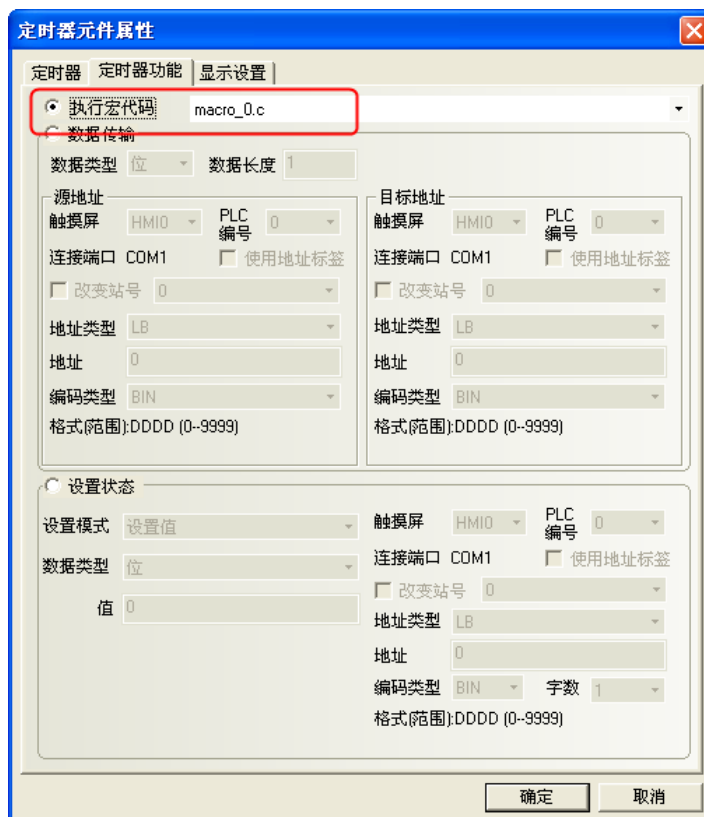 定时器元件属性
定时器 定时器功能 显示设置
执行宏代码 macro_0.c
数据传输
数据类型 位 数据长度 1
源地址
触摸屏 HMI0 PLC编号 0
连接端口 COM1 使用地址标签
改变站号 0
地址类型 LB
地址 0
编码类型 BIN
格式(范围):DDDD (0--9999)
目标地址
触摸屏 HMI0 PLC编号 0
连接端口 COM1 使用地址标签
改变站号 0
地址类型 LB
地址 0
编码类型 BIN
格式(范围):DDDD (0--9999)
设置状态
设置模式 设置值
数据类型 位
值 0
触摸屏 HMI0 PLC编号 0
连接端口 COM1 使用地址标签
改变站号 0
地址类型 LB
地址 0
编码类型 BIN 字数 1
格式(范围):DDDD (0--9999)
确定 取消